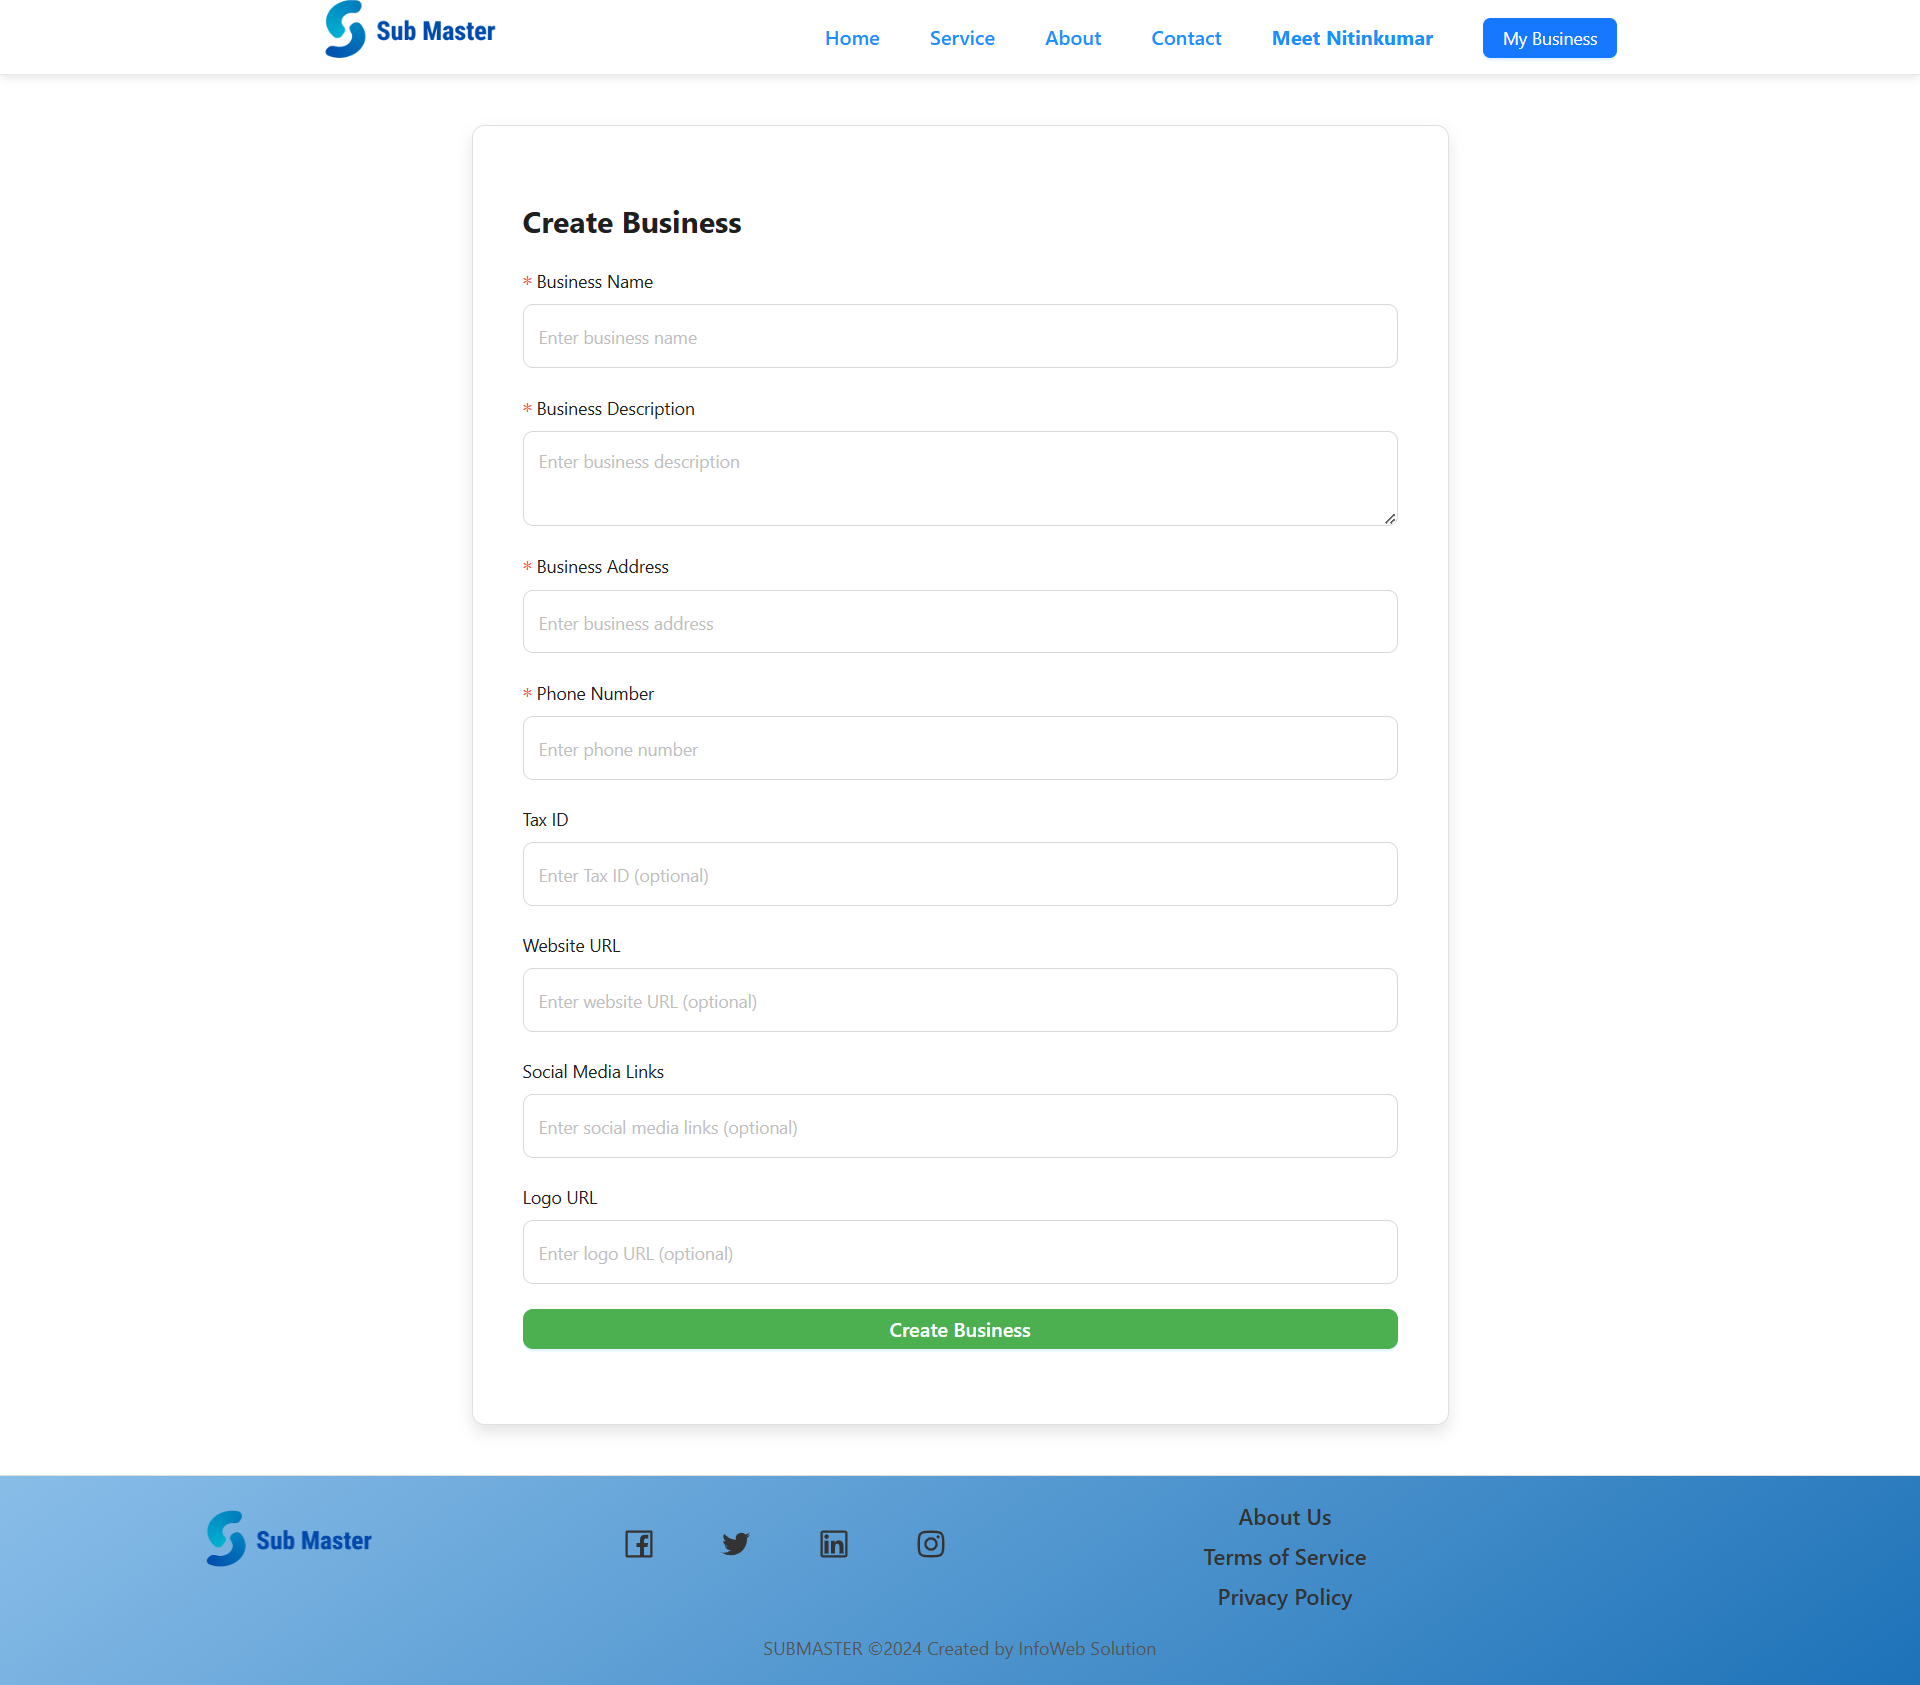 Sub Master
Home Service About Contact Meet Nitinkumar My Business
Create Business
* Business Name
Enter business name
* Business Description
Enter business description
* Business Address
Enter business address
* Phone Number
Enter phone number
Tax ID
Enter Tax ID (optional)
Website URL
Enter website URL (optional)
Social Media Links
Enter social media links (optional)
Logo URL
Enter logo URL (optional)
Create Business
Sub Master
About Us
Terms of Service
Privacy Policy
SUBMASTER ©2024 Created by InfoWeb Solution